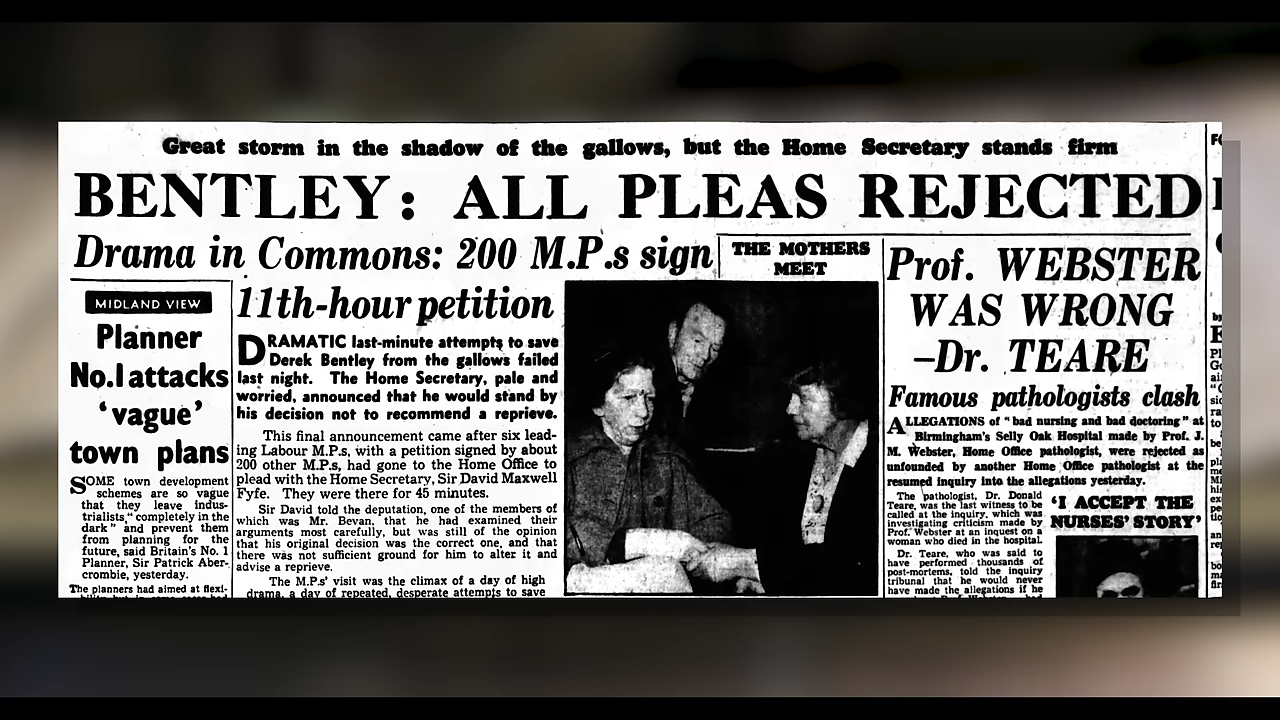 Great storm in the shadow of the gallows, but the Home Secretary stands firm
BENTLEY: ALL PLEAS REJECTED
Drama in Commons: 200 M.P.s sign
11th-hour petition
MIDLAND VIEW
Planner
No.1 attacks
‘vague’
town plans
SOME town development
schemes are so vague
that they leave indus-
trialists, “completely in the
dark” and prevent them
from planning for the
future, said Britain's No. 1
Planner, Sir Patrick Aber-
crombie, yesterday.
The planners had aimed at flexi-
DRAMATIC last-minute attempts to save
Derek Bentley from the gallows failed
last night. The Home Secretary, pale and
worried, announced that he would stand by
his decision not to recommend a reprieve.
This final announcement came after six lead-
ing Labour M.P.s, with a petition signed by about
200 other M.P.s, had gone to the Home Office to
plead with the Home Secretary, Sir David Maxwell
Fyfe. They were there for 45 minutes.
Sir David told the deputation, one of the members of
which was Mr. Bevan, that he had examined their
arguments most carefully, but was still of the opinion
that his original decision was the correct one, and that
there was not sufficient ground for him to alter it and
advise a reprieve.
The M.P.s' visit was the climax of a day of high
drama, a day of repeated, desperate attempts to save
THE MOTHERS
MEET
Prof. WEBSTER
WAS WRONG
–Dr. TEARE
Famous pathologists clash
ALLEGATIONS of “bad nursing and bad doctoring” at
Birmingham's Selly Oak Hospital made by Prof. J.
M. Webster, Home Office pathologist, were rejected as
unfounded by another Home Office pathologist at the
resumed inquiry into the allegations yesterday.
The pathologist, Dr. Donald
Teare, was the last witness to be
called at the inquiry, which was
investigating criticism made by
Prof. Webster at an inquest on a
woman who died in the hospital.
Dr. Teare, who was said to
have performed thousands of
post-mortems, told the inquiry
tribunal that he would never
have made the allegations if he
‘I ACCEPT THE
NURSES' STORY’